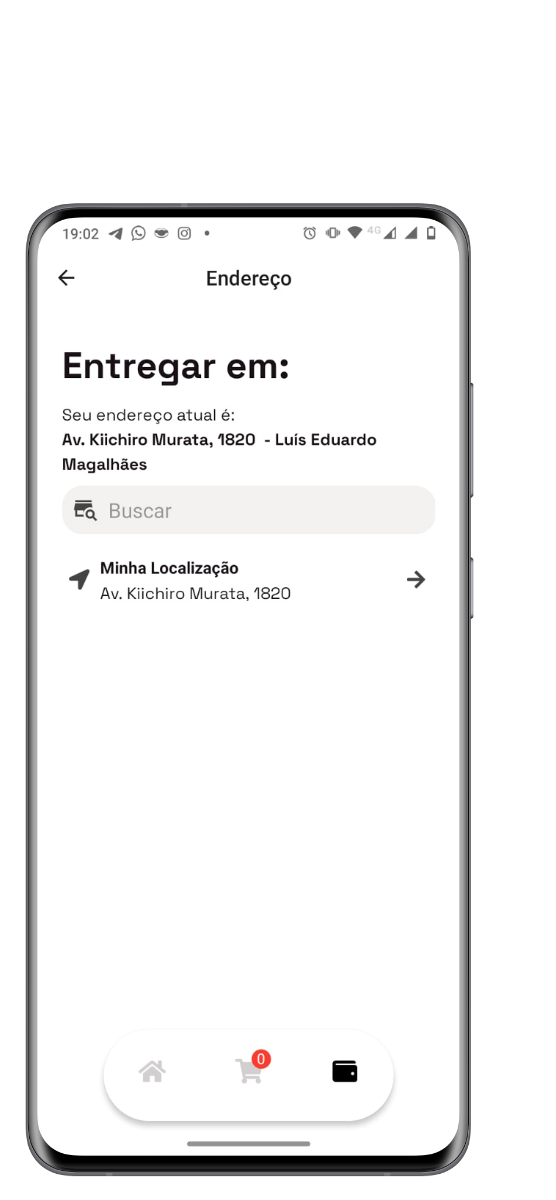 19:02
4G
Endereço
Entregar em:
Seu endereço atual é:
Av. Kiichiro Murata, 1820 - Luís Eduardo
Magalhães
Buscar
Minha Localização
Av. Kiichiro Murata, 1820
0